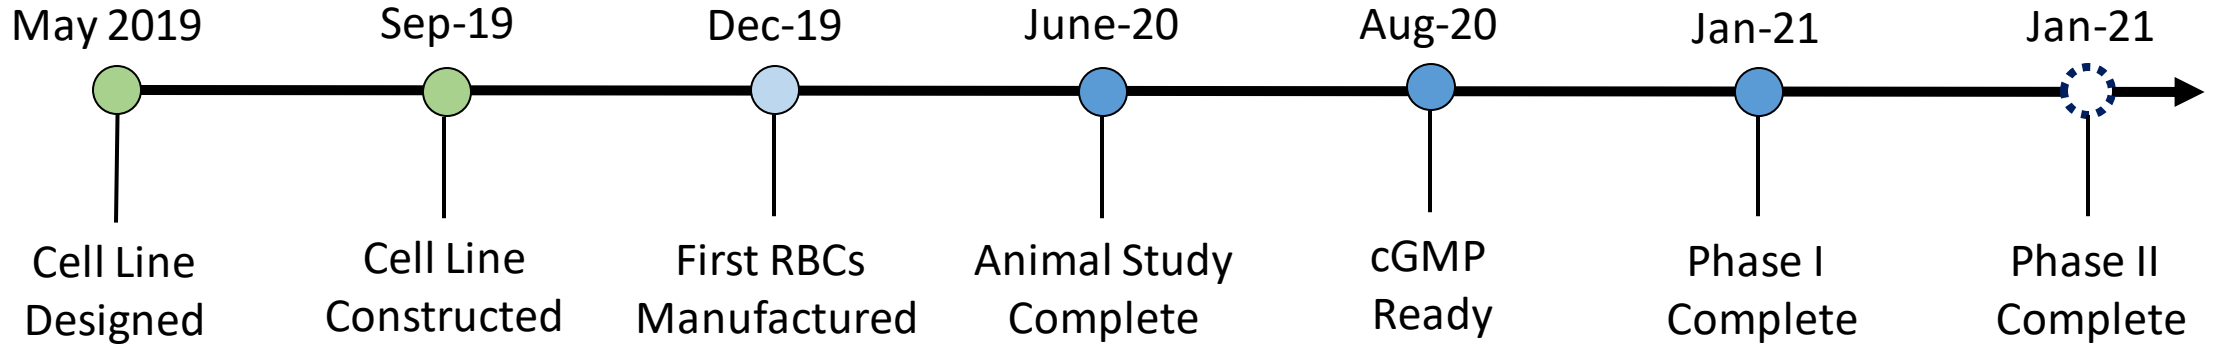 May 2019
Sep-19
Dec-19
June-20
Aug-20
Jan-21
Jan-21
Cell Line
Designed
Cell Line
Constructed
First RBCs
Manufactured
Animal Study
Complete
cGMP
Ready
Phase I
Complete
Phase II
Complete